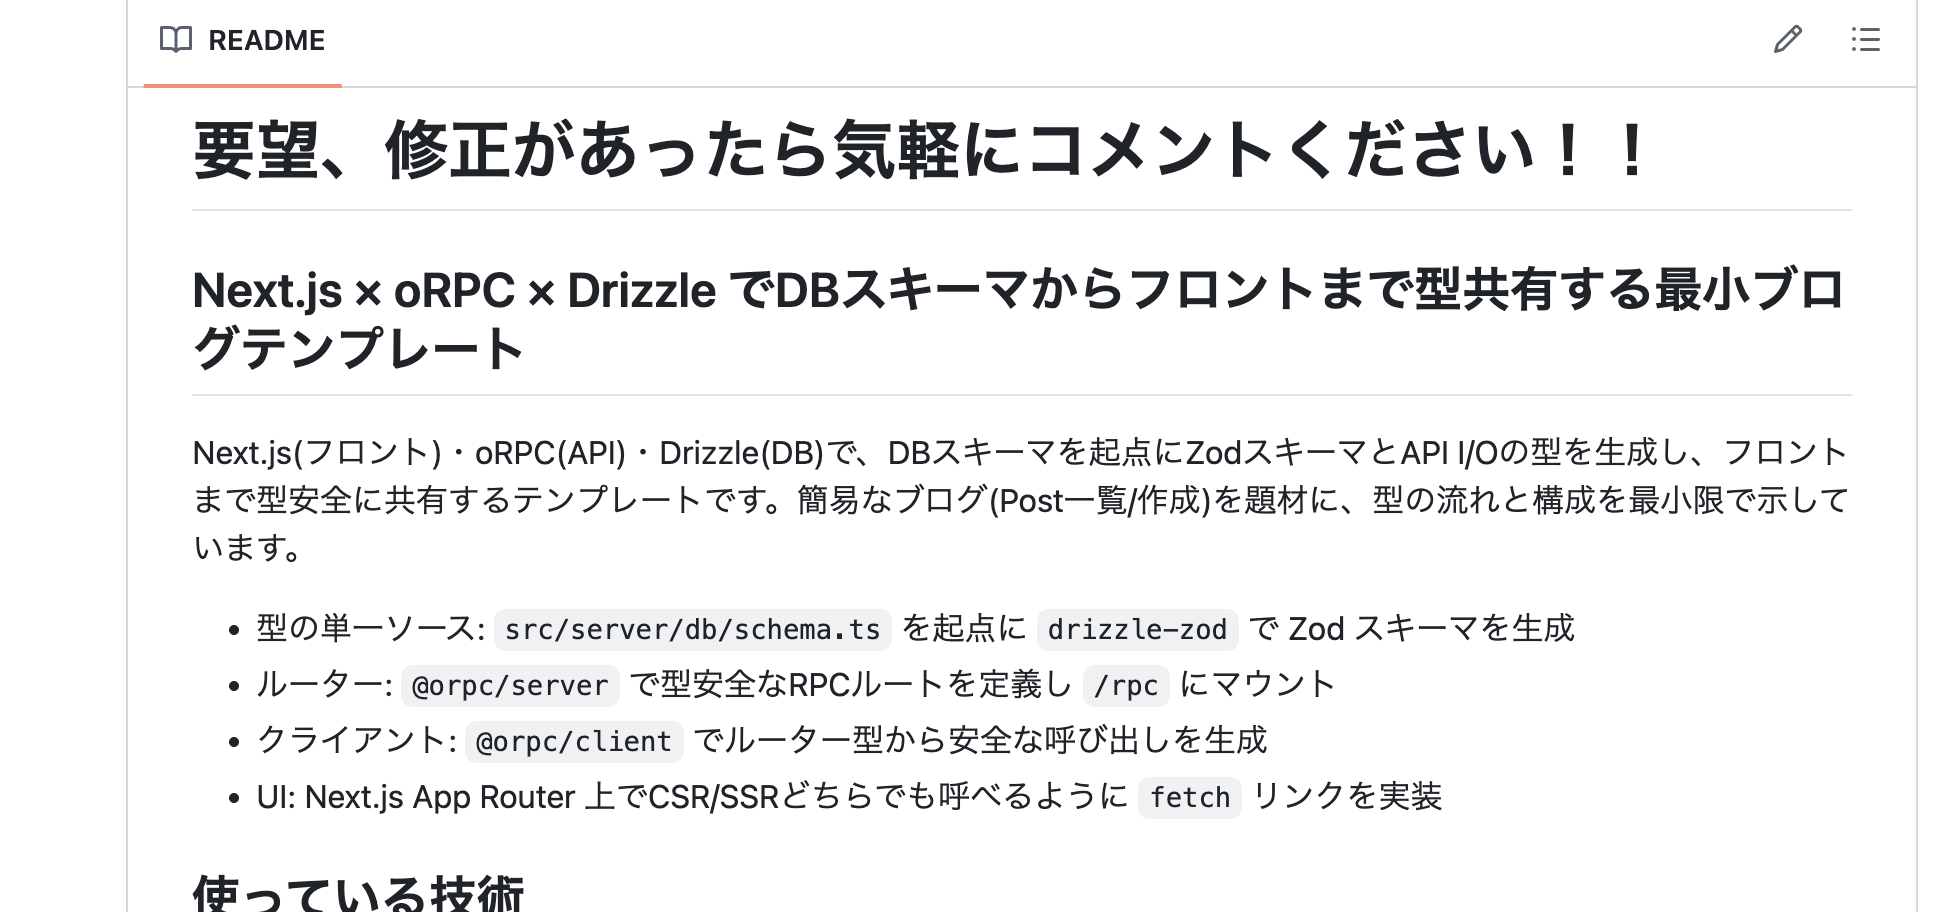 README
要望、修正があったら気軽にコメントください！！
Next.js × oRPC × Drizzle でDBスキーマからフロントまで型共有する最小ブロ
グテンプレート
Next.js(フロント)・oRPC(API)・Drizzle(DB)で、DBスキーマを起点にZodスキーマとAPI I/Oの型を生成し、フロント
まで型安全に共有するテンプレートです。簡易なブログ(Post一覧/作成)を題材に、型の流れと構成を最小限で示して
います。
• 型の単一ソース: src/server/db/schema.ts を起点に drizzle-zod で Zod スキーマを生成
• ルーター: @orpc/server で型安全なRPCルートを定義し /rpc にマウント
• クライアント: @orpc/client でルーター型から安全な呼び出しを生成
• UI: Next.js App Router 上でCSR/SSRどちらでも呼べるように fetch リンクを実装
使っている技術